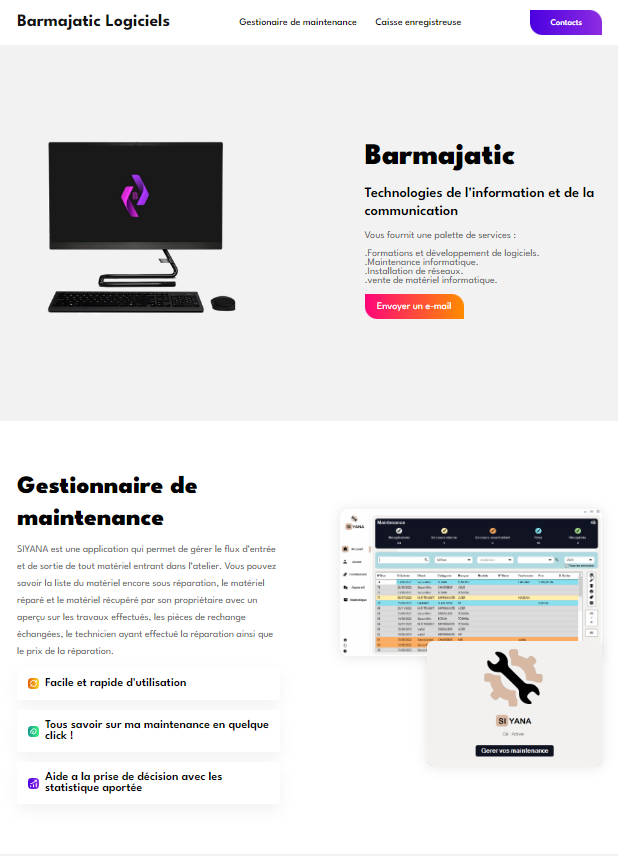 Barmajatic Logiciels
Gestionaire de maintenance
Caisse enregistreuse
Contacts
Barmajatic
Technologies de l'information et de la
communication
Vous fournit une palette de services :
.Formations et développement de logiciels.
.Maintenance informatique.
.Installation de réseaux.
.vente de matériel informatique.
Envoyer un e-mail
Gestionnaire de
maintenance
SIYANA est une application qui permet de gérer le flux d'entrée
et de sortie de tout matériel entrant dans l'atelier. Vous pouvez
savoir la liste du matériel encore sous réparation, le matériel
réparé et le matériel récupéré par son propriétaire avec un
aperçu sur les travaux effectués, les pièces de rechange
échangées, le technicien ayant effectué la réparation ainsi que
le prix de la réparation.
Facile et rapide d'utilisation
Tous savoir sur ma maintenance en quelque
click !
Aide a la prise de décision avec les
statistique aportée
SIYANA
Maintenance
SIYANA
Gerer vos maintenance